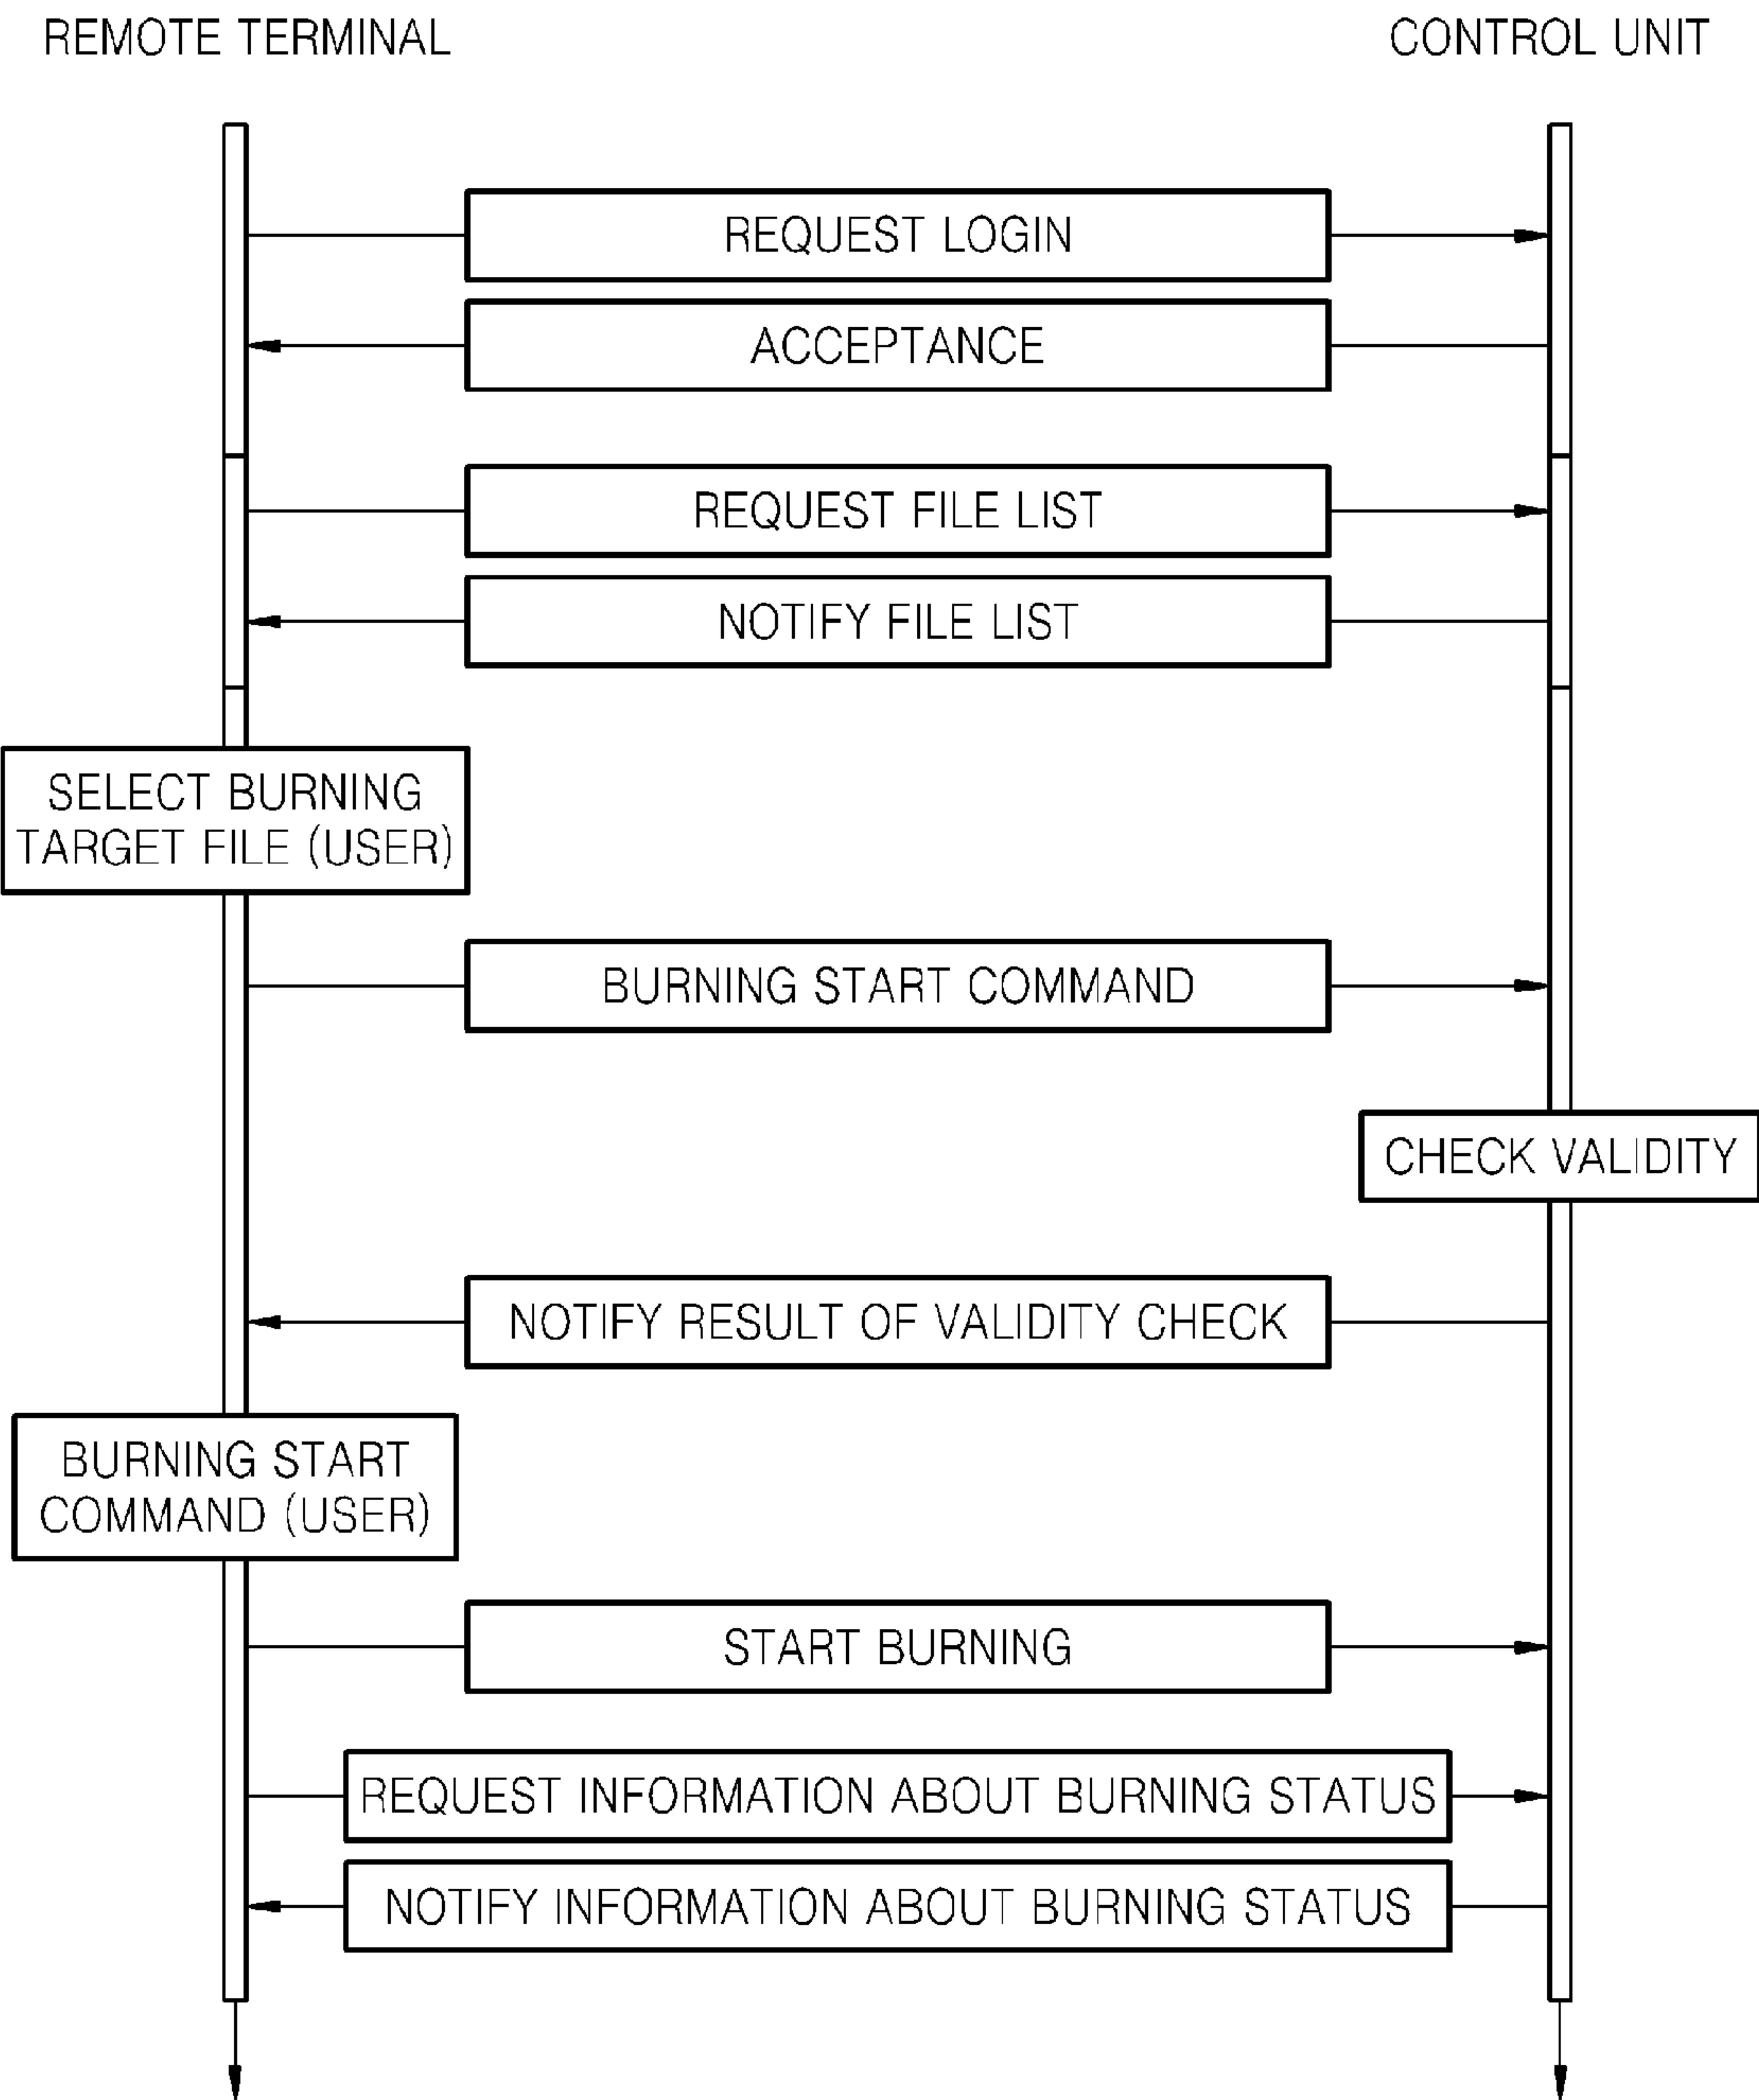 REMOTE TERMINAL
CONTROL UNIT
REQUEST LOGIN
ACCEPTANCE
REQUEST FILE LIST
NOTIFY FILE LIST
SELECT BURNING
TARGET FILE (USER)
BURNING START COMMAND
CHECK VALIDITY
NOTIFY RESULT OF VALIDITY CHECK
BURNING START
COMMAND (USER)
START BURNING
REQUEST INFORMATION ABOUT BURNING STATUS
NOTIFY INFORMATION ABOUT BURNING STATUS